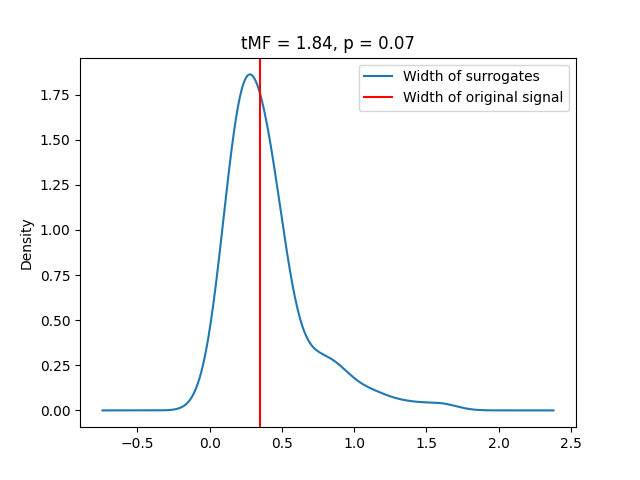 tMF = 1.84, p = 0.07
Width of surrogates
Width of original signal
Density
1.75
1.50
1.25
1.00
0.75
0.50
0.25
0.00
−0.5 0.0 0.5 1.0 1.5 2.0 2.5